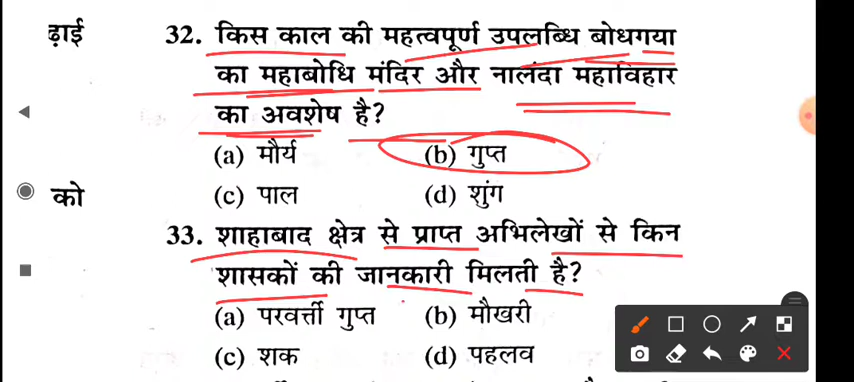 ढ़ाई
32. किस काल की महत्वपूर्ण उपलब्धि बोधगया
का महाबोधि मंदिर और नालंदा महाविहार
का अवशेष है?
(a) मौर्य (b) गुप्त
को
(c) पाल (d) शुंग
33. शाहाबाद क्षेत्र से प्राप्त अभिलेखों से किन
शासकों की जानकारी मिलती है?
(a) परवर्त्ती गुप्त (b) मौखरी
(c) शक (d) पहलव